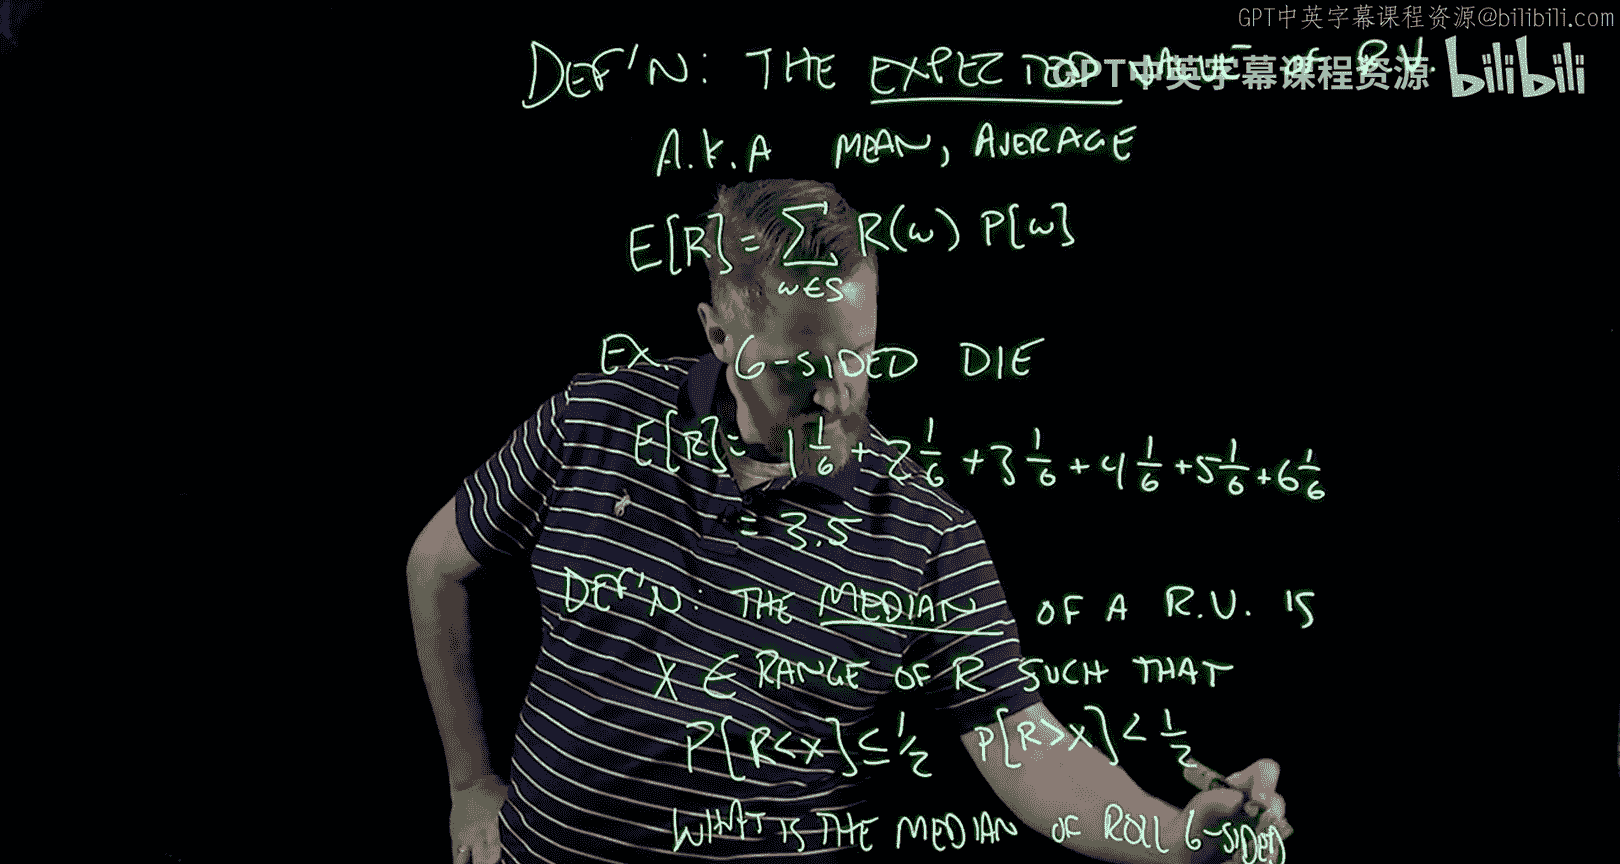 GPT中英字幕课程资源@bilibili.com
DEF'N: THE EXPECTED VALUE OF R.V.
GPT中英字幕课程资源 bilibili
A.K.A MEAN, AVERAGE
E[R] = ∑ R(ω) P[ω]
ω∈S
EX. 6-SIDED DIE
E[R] = 1 1/6 + 2 1/6 + 3 1/6 + 4 1/6 + 5 1/6 + 6 1/6
= 3.5
DEF'N: THE MEDIAN OF A R.V. IS
X ∈ RANGE OF R SUCH THAT
P[R<X] ≤ 1/2 P[R>X] < 1/2
WHAT IS THE MEDIAN OF ROLL 6-SIDED